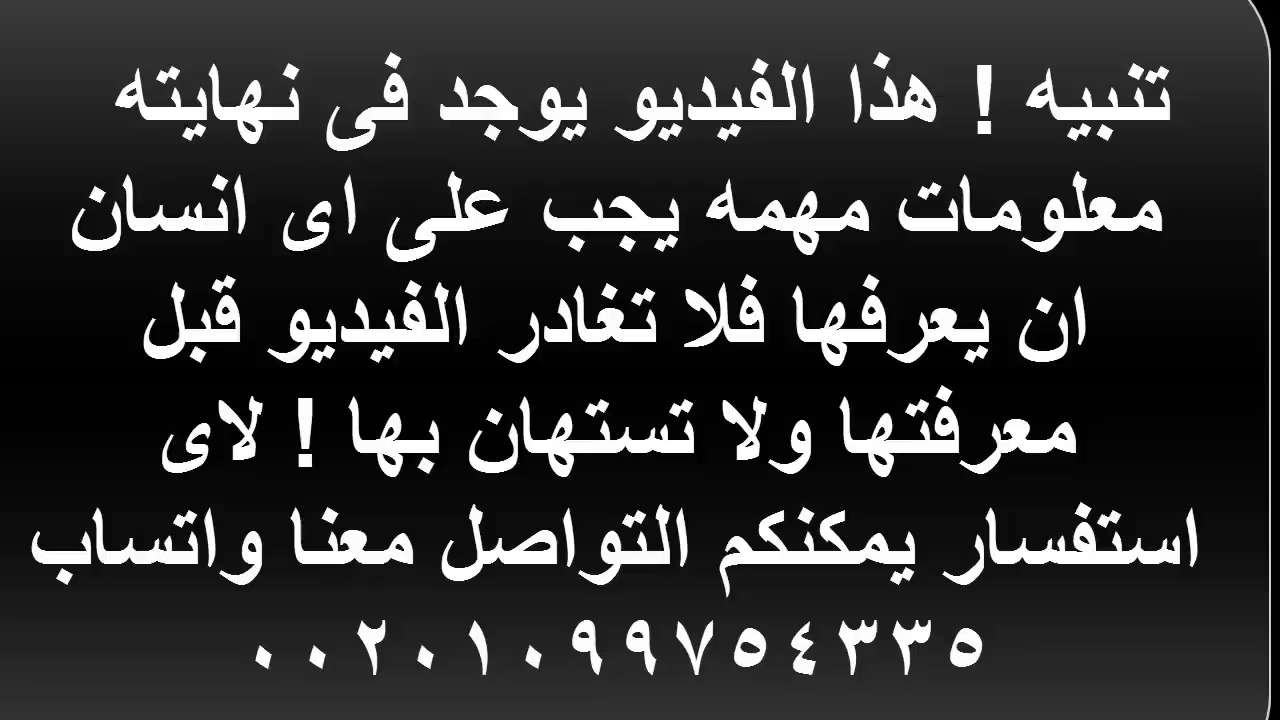 تنبيه ! هذا الفيديو يوجد فى نهايته
معلومات مهمه يجب على اى انسان
ان يعرفها فلا تغادر الفيديو قبل
معرفتها ولا تستهان بها ! لاى
استفسار يمكنكم التواصل معنا واتساب
٠٠٢٠١٠٩٩٧٥٤٣٣٥